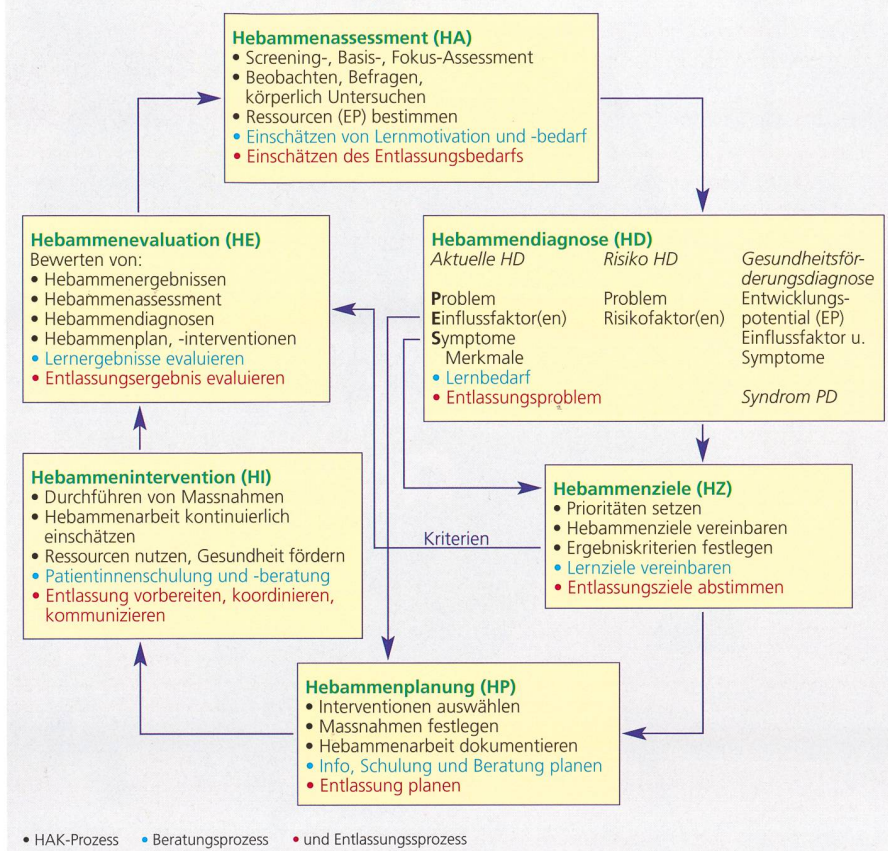 Hebammenassessment (HA)
• Screening-, Basis-, Fokus-Assessment
• Beobachten, Befragen,
körperlich Untersuchen
• Ressourcen (EP) bestimmen
• Einschätzen von Lernmotivation und -bedarf
• Einschätzen des Entlassungsbedarfs
Hebammenevaluation (HE)
Bewerten von:
• Hebammenergebnissen
• Hebammenassessment
• Hebammendiagnosen
• Hebammenplan, -interventionen
• Lernergebnisse evaluieren
• Entlassungsergebnis evaluieren
Hebammendiagnose (HD)
Aktuelle HD
Problem
Einflussfaktor(en)
Symptome
Merkmale
• Lernbedarf
• Entlassungsproblem
Risiko HD
Problem
Risikofaktor(en)
Gesundheitsför-
derungsdiagnose
Entwicklungs-
potential (EP)
Einflussfaktor u.
Symptome
Syndrom PD
Hebammenintervention (HI)
• Durchführen von Massnahmen
• Hebammenarbeit kontinuierlich
einschätzen
• Ressourcen nutzen, Gesundheit fördern
• Patientinnenschulung und -beratung
• Entlassung vorbereiten, koordinieren,
kommunizieren
Kriterien
Hebammenziele (HZ)
• Prioritäten setzen
• Hebammenziele vereinbaren
• Ergebniskriterien festlegen
• Lernziele vereinbaren
• Entlassungsziele abstimmen
Hebammenplanung (HP)
• Interventionen auswählen
• Massnahmen festlegen
• Hebammenarbeit dokumentieren
• Info, Schulung und Beratung planen
• Entlassung planen
• HAK-Prozess • Beratungsprozess • und Entlassungssprozess